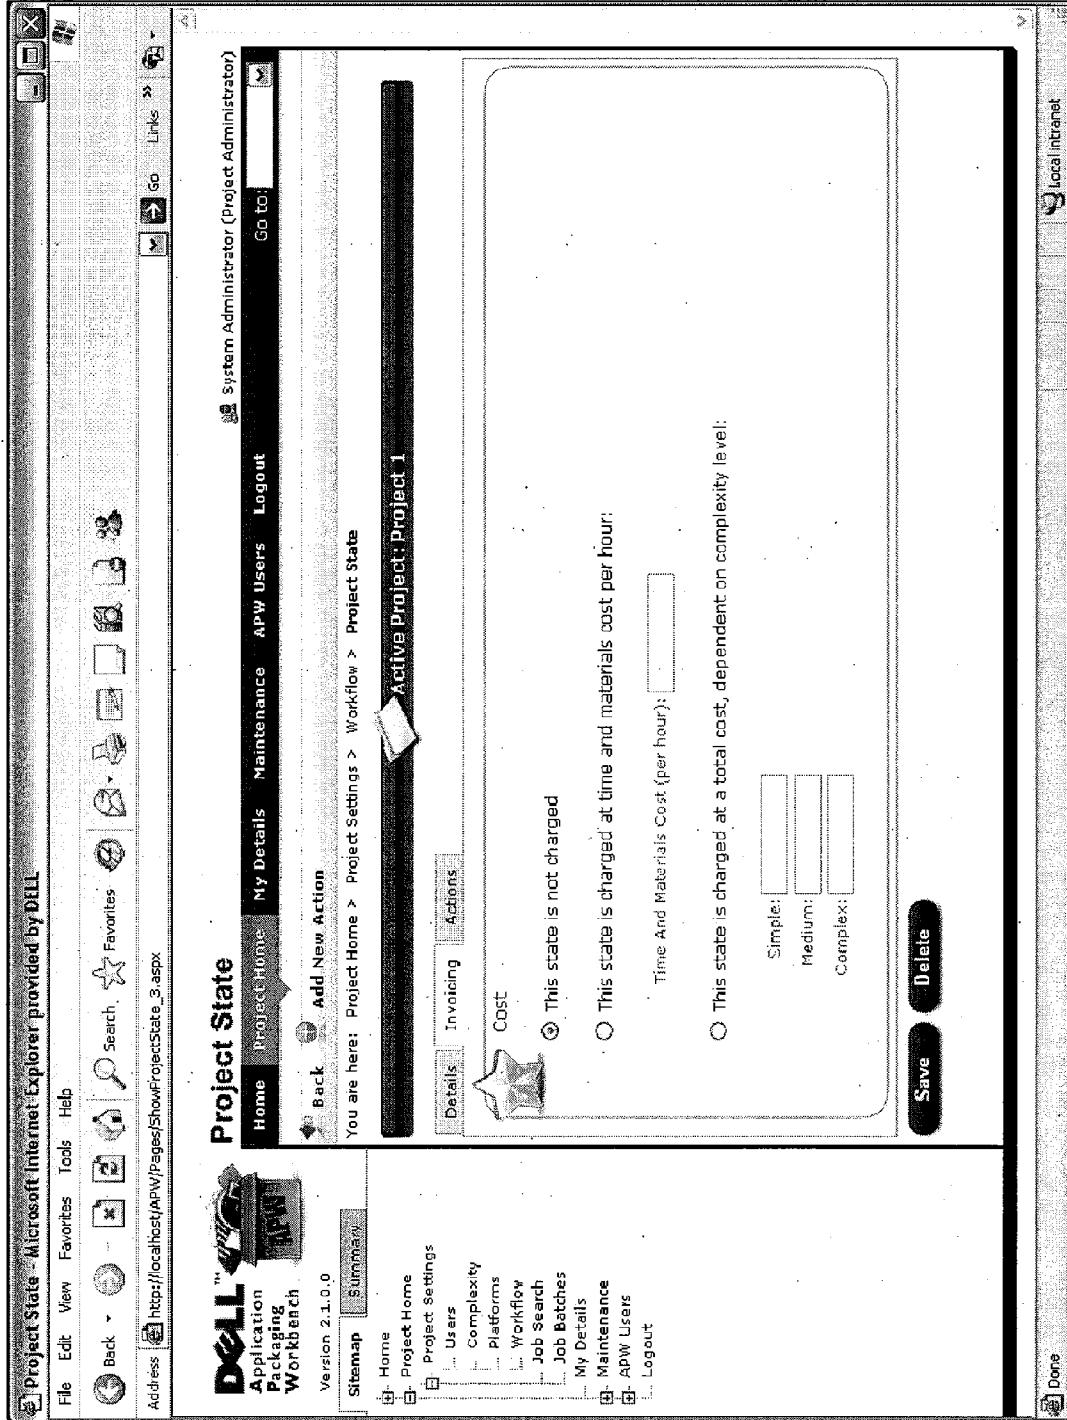 Project State - Microsoft Internet Explorer provided by DELL
File Edit View Favorites Tools Help
Back Search Favorites
Address http://localhost/APW/Pages/ShowProjectState_3.aspx Go Links »
DELL™
Application
Packaging
Workbench
APW
Version 2.1.0.0
Sitemap Summary
Home
Project Home
Project Settings
Users
Complexity
Platforms
Workflow
Job Search
Job Batches
My Details
Maintenance
APW Users
Logout
System Administrator (Project Administrator)
Project State
Home Project Home My Details Maintenance APW Users Logout Go to:
Back Add New Action
You are here: Project Home > Project Settings > Workflow > Project State
Active Project: Project 1
Details Invoicing Actions
Cost
This state is not charged
This state is charged at time and materials cost per hour:
Time And Materials Cost (per hour):
This state is charged at a total cost, dependent on complexity level:
Simple:
Medium:
Complex:
Save Delete
Done Local intranet